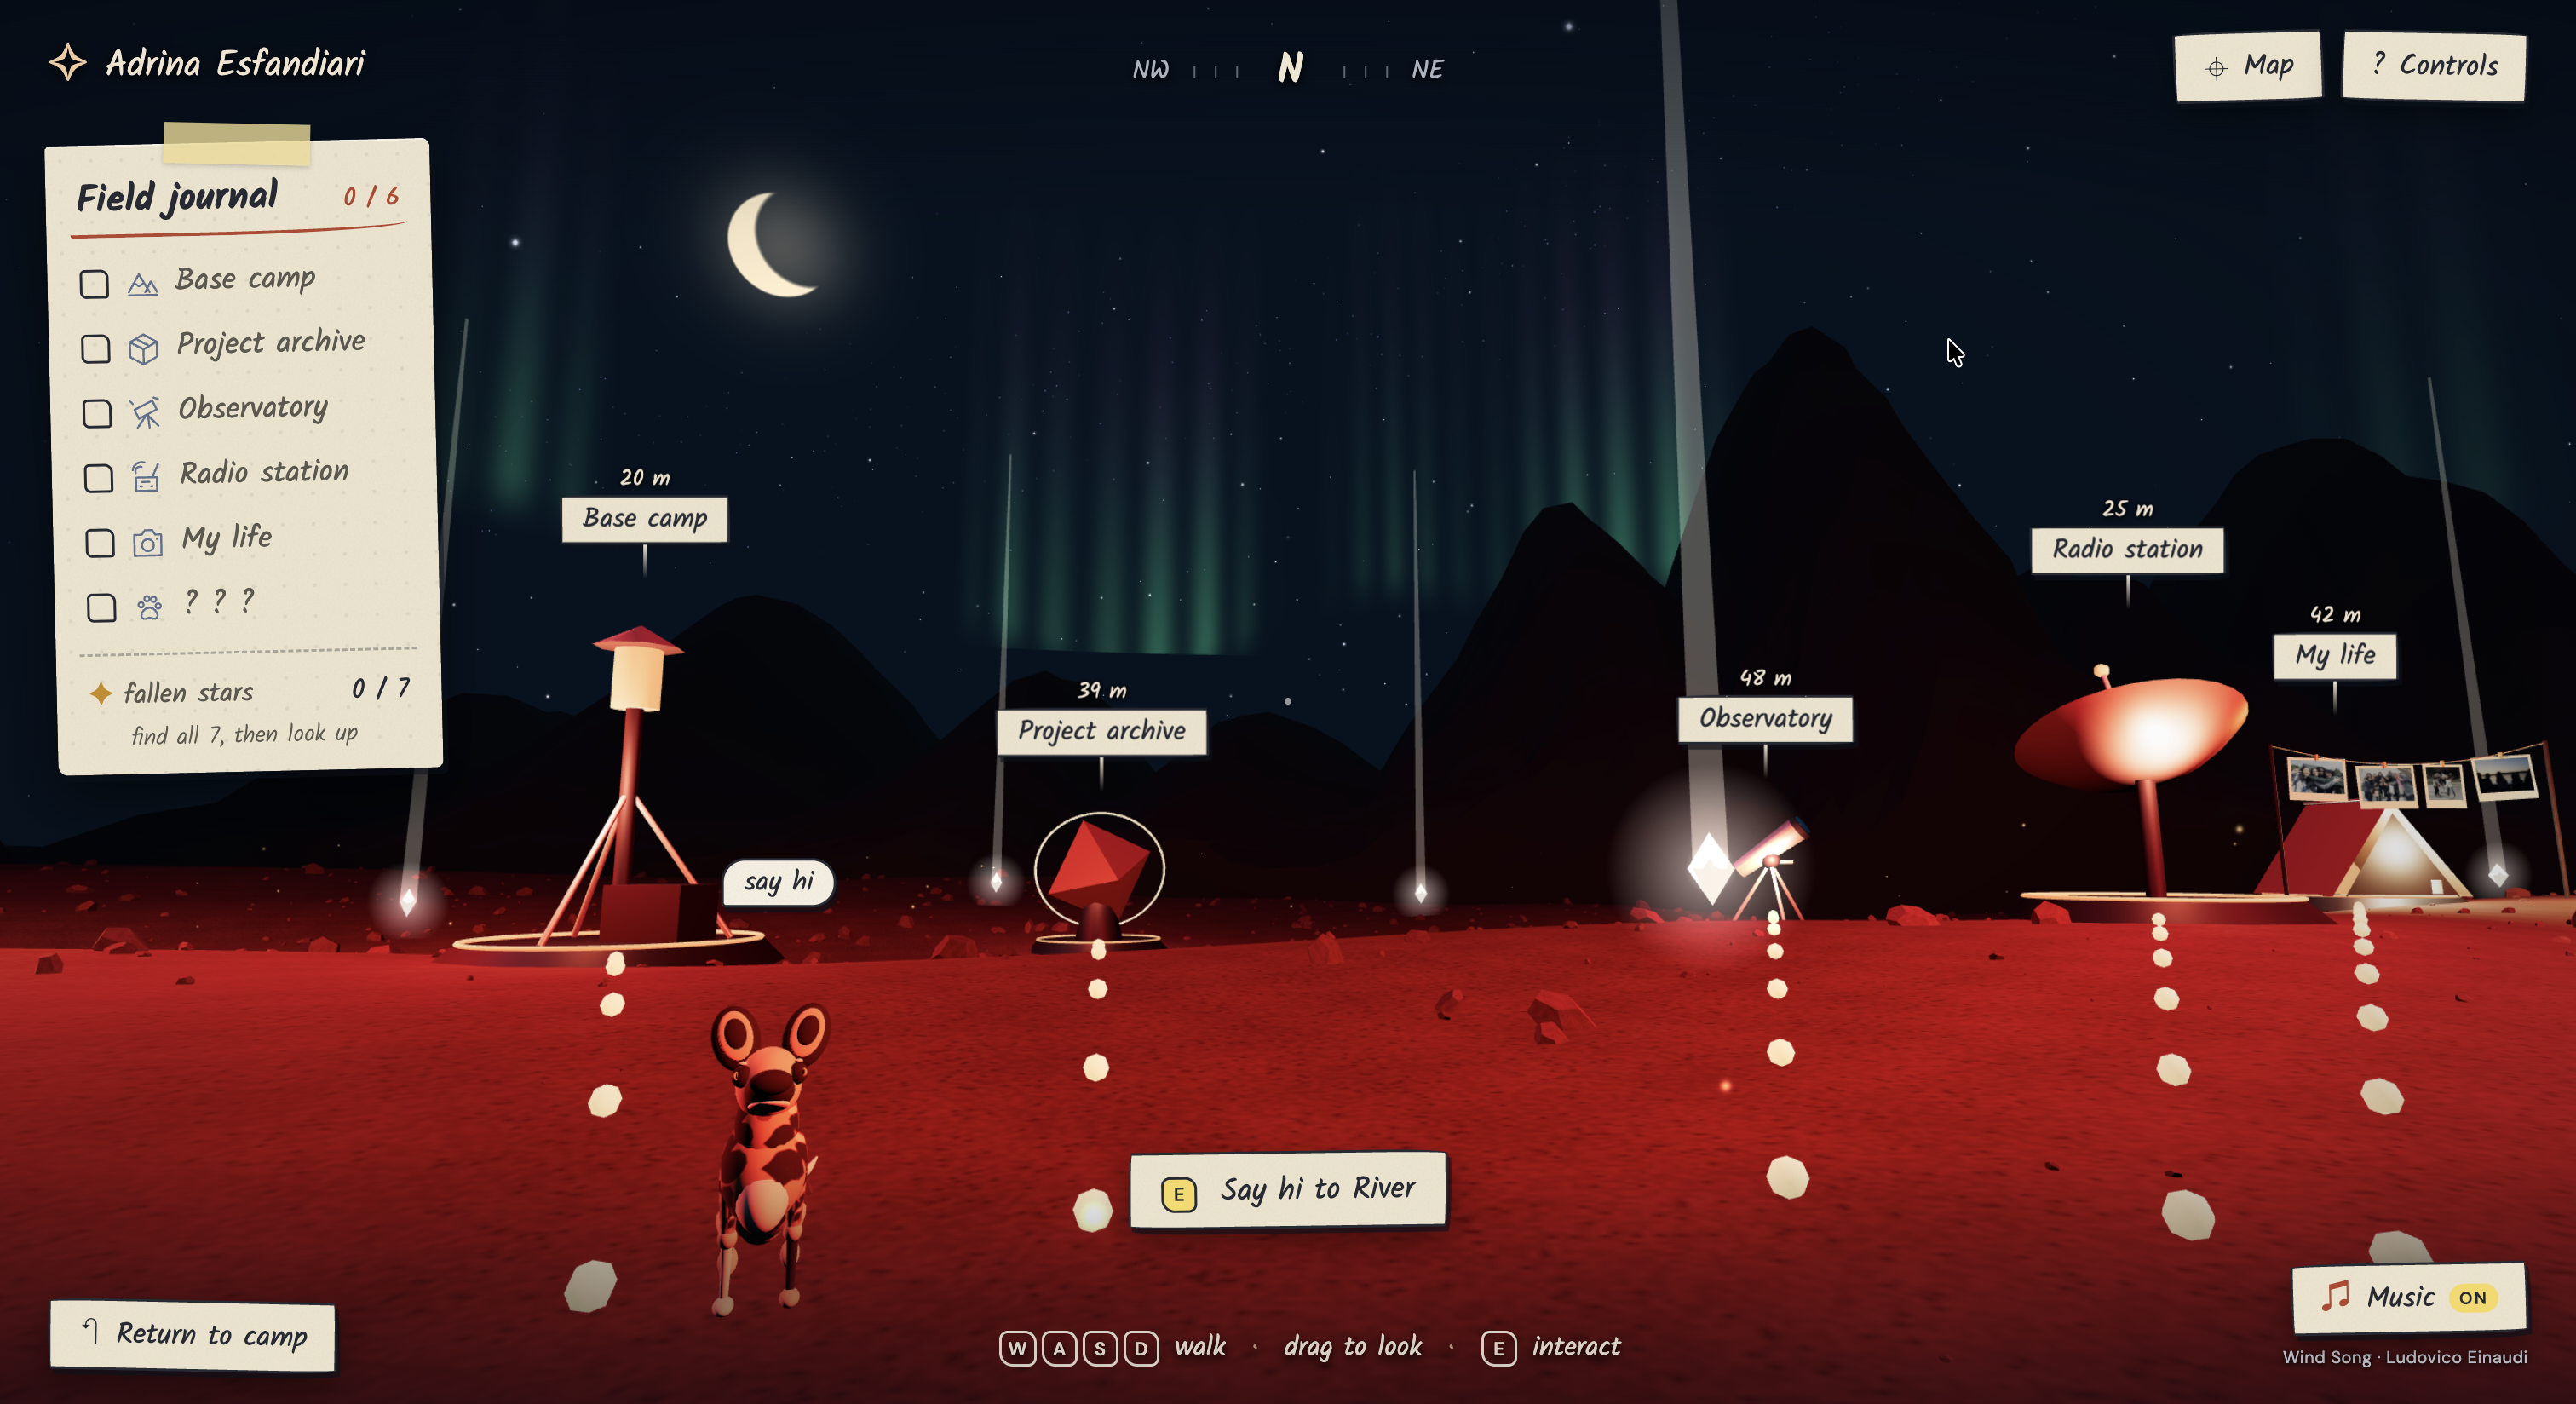 Adrina Esfandiari
NW N NE
Map
? Controls
Field journal 0 / 6
Base camp
Project archive
Observatory
Radio station
My life
? ? ?
fallen stars 0 / 7
find all 7, then look up
20 m
Base camp
39 m
Project archive
48 m
Observatory
25 m
Radio station
42 m
My life
say hi
E Say hi to River
Return to camp
W A S D walk · drag to look · E interact
Music ON
Wind Song · Ludovico Einaudi